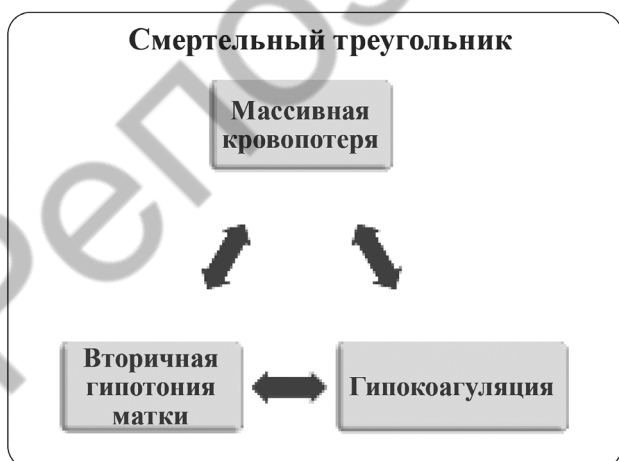 Смертельный треугольник
Массивная
кровопотеря
Вторичная
гипотония
матки
Гипокоагуляция